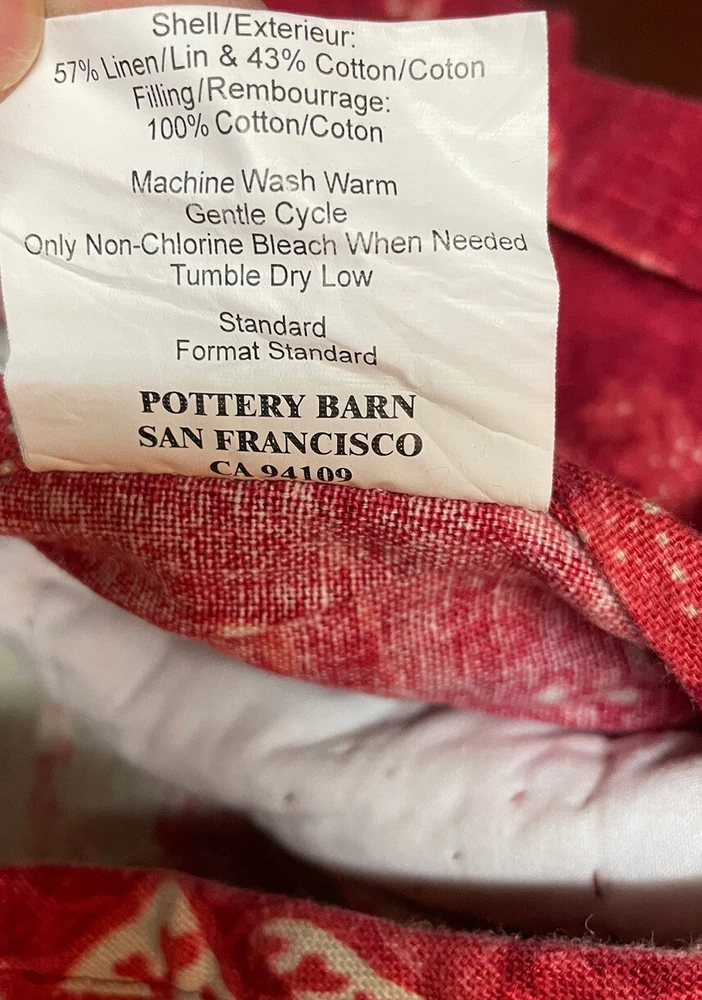 Shell/Exterieur:
57% Linen/Lin & 43% Cotton/Coton
Filling/Rembourrage:
100% Cotton/Coton
Machine Wash Warm
Gentle Cycle
Only Non-Chlorine Bleach When Needed
Tumble Dry Low
Standard
Format Standard
POTTERY BARN
SAN FRANCISCO
CA 94109